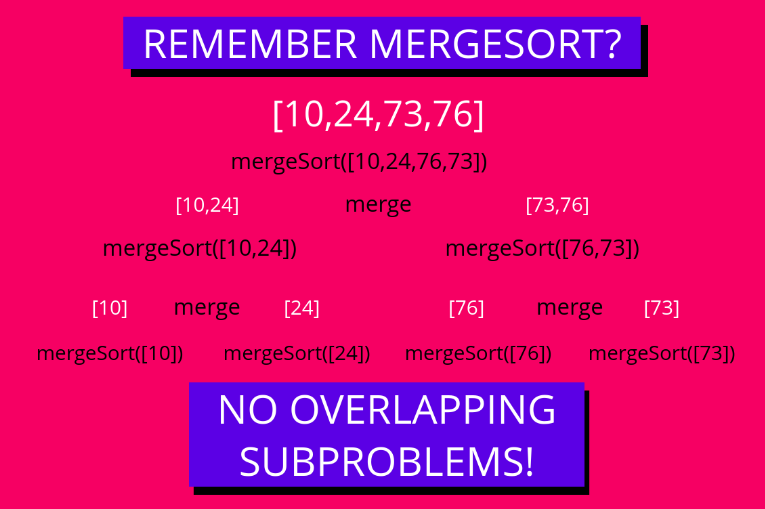 REMEMBER MERGESORT?
[10,24,73,76]
mergeSort([10,24,76,73])
[10,24] merge [73,76]
mergeSort([10,24]) mergeSort([76,73])
[10] merge [24] [76] merge [73]
mergeSort([10]) mergeSort([24]) mergeSort([76]) mergeSort([73])
NO OVERLAPPING
SUBPROBLEMS!